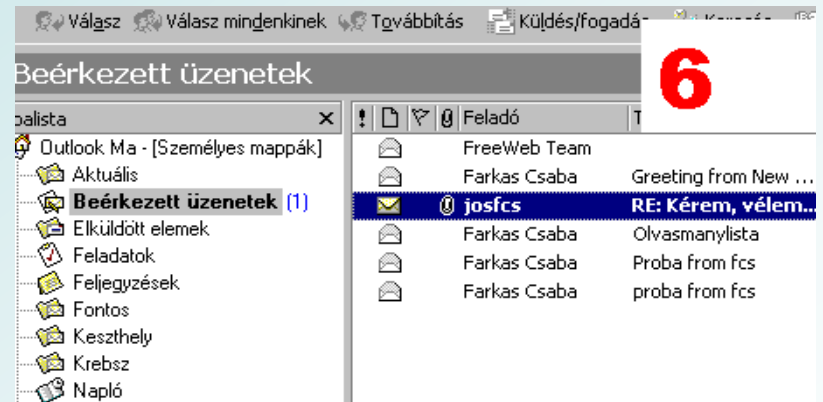 Válasz Válasz mindenkinek Továbbítás Küldés/fogadás
6
Beérkezett üzenetek
palista x ! Feladó T
Outlook Ma - [Személyes mappák] FreeWeb Team
Aktuális Farkas Csaba Greeting from New ...
Beérkezett üzenetek (1) josfcs RE: Kérem, vélem...
Elküldött elemek Farkas Csaba Olvasmanylista
Feladatok Farkas Csaba Proba from fcs
Feljegyzések Farkas Csaba proba from fcs
Fontos
Keszthely
Krebsz
Napló